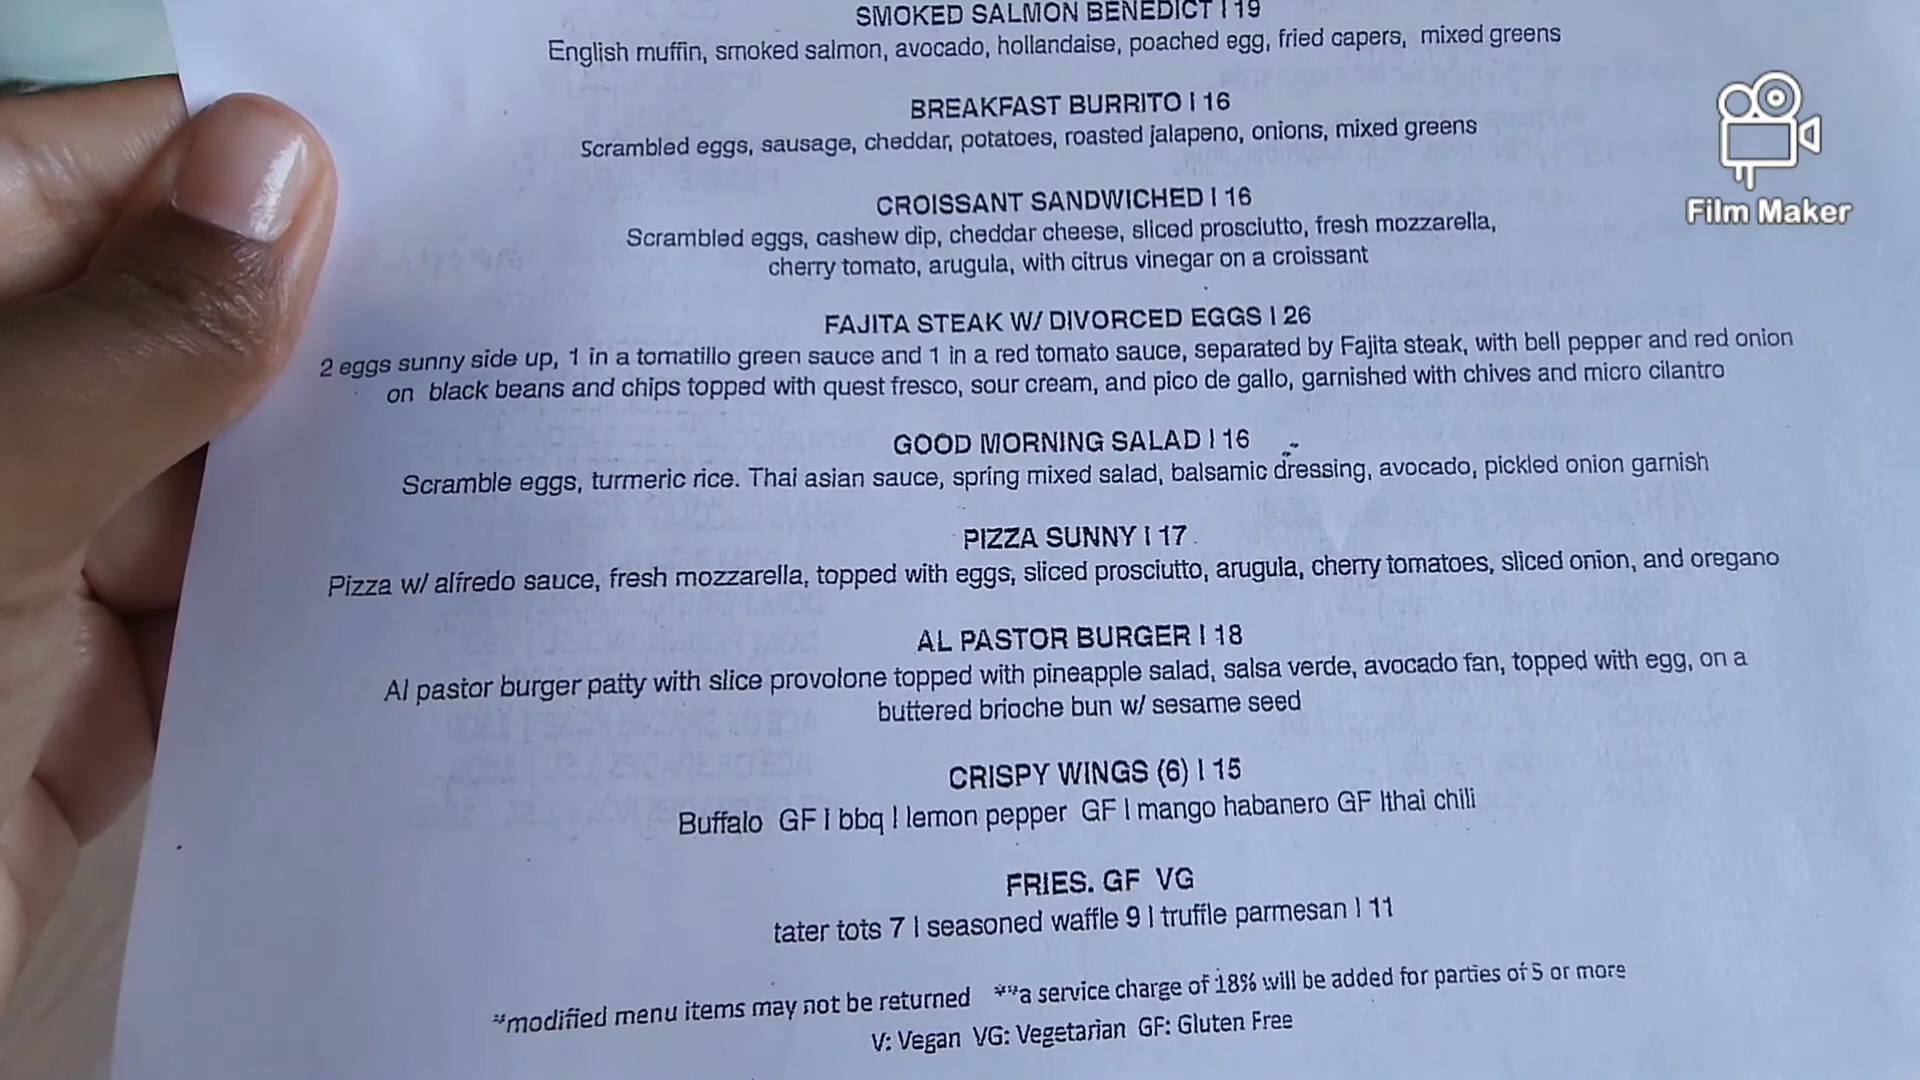 SMOKED SALMON BENEDICT | 19
English muffin, smoked salmon, avocado, hollandaise, poached egg, fried capers, mixed greens
BREAKFAST BURRITO | 16
Scrambled eggs, sausage, cheddar, potatoes, roasted jalapeno, onions, mixed greens
Film Maker
CROISSANT SANDWICHED | 16
Scrambled eggs, cashew dip, cheddar cheese, sliced prosciutto, fresh mozzarella,
cherry tomato, arugula, with citrus vinegar on a croissant
FAJITA STEAK W/ DIVORCED EGGS | 26
2 eggs sunny side up, 1 in a tomatillo green sauce and 1 in a red tomato sauce, separated by Fajita steak, with bell pepper and red onion
on black beans and chips topped with quest fresco, sour cream, and pico de gallo, garnished with chives and micro cilantro
GOOD MORNING SALAD | 16
Scramble eggs, turmeric rice. Thai asian sauce, spring mixed salad, balsamic dressing, avocado, pickled onion garnish
PIZZA SUNNY | 17
Pizza w/ alfredo sauce, fresh mozzarella, topped with eggs, sliced prosciutto, arugula, cherry tomatoes, sliced onion, and oregano
AL PASTOR BURGER | 18
Al pastor burger patty with slice provolone topped with pineapple salad, salsa verde, avocado fan, topped with egg, on a
buttered brioche bun w/ sesame seed
CRISPY WINGS (6) | 15
Buffalo GF | bbq | lemon pepper GF | mango habanero GF |thai chili
FRIES. GF VG
tater tots 7 | seasoned waffle 9 | truffle parmesan | 11
*modified menu items may not be returned **a service charge of 18% will be added for parties of 5 or more
V: Vegan VG: Vegetarian GF: Gluten Free